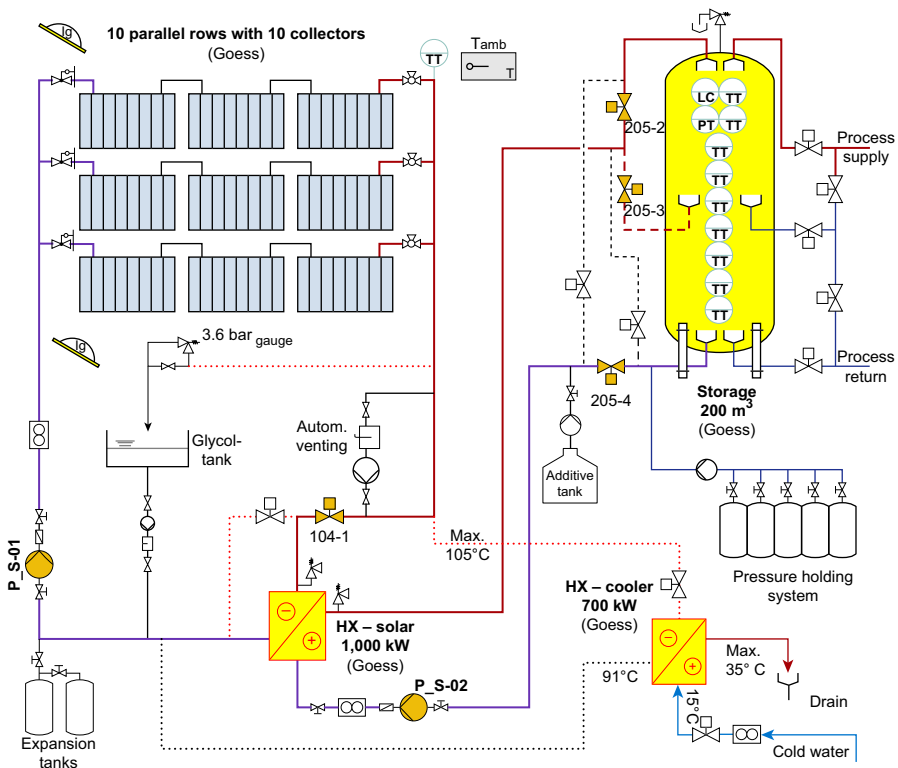 Ig
10 parallel rows with 10 collectors
(Goess)
TT
Tamb
T
LC
TT
PT
TT
TT
TT
TT
TT
TT
TT
TT
205-2
205-3
Process
supply
Ig
3.6 bar gauge
Process
return
205-4
Storage
200 m3
(Goess)
Glycol-
tank
Autom.
venting
Additive
tank
104-1
Max.
105°C
P_S-01
HX – cooler
700 kW
(Goess)
Pressure holding
system
HX – solar
1,000 kW
(Goess)
Max.
35° C
91°C
15°C
P_S-02
Drain
Expansion
tanks
Cold water